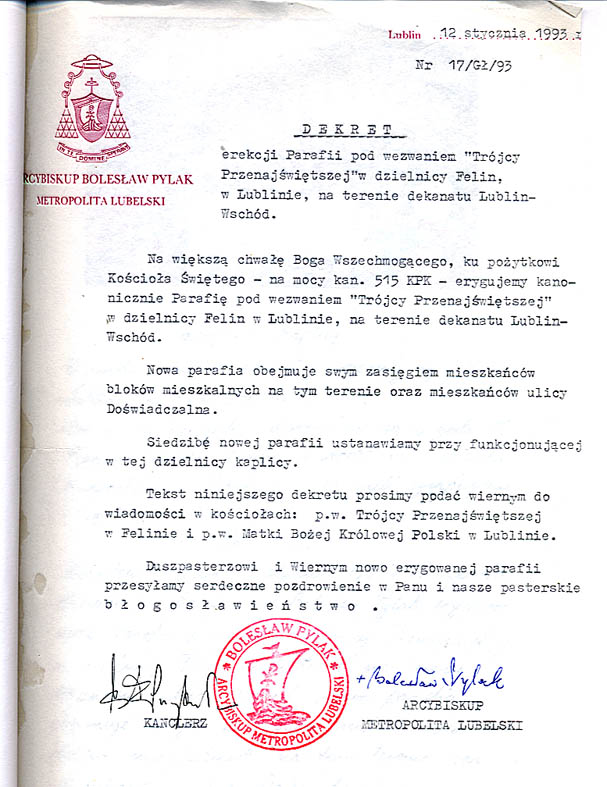 Lublin 12 stycznia 1993 r
Nr 17/Gł/93
IN TE DOMINE SPERAVI
ARCYBISKUP BOLESŁAW PYLAK
METROPOLITA LUBELSKI
DEKRET
erekcji Parafii pod wezwaniem "Trójcy
Przenajświętszej"w dzielnicy Felin,
w Lublinie, na terenie dekanatu Lublin-
Wschód.
Na większą chwałę Boga Wszechmogącego, ku pożytkowi
Kościoła Świętego - na mocy kan. 515 KPK - erygujemy kano-
nicznie Parafię pod wezwaniem "Trójcy Przenajświętszej"
w dzielnicy Felin w Lublinie, na terenie dekanatu Lublin-
Wschód.
Nowa parafia obejmuje swym zasięgiem mieszkańców
bloków mieszkalnych na tym terenie oraz mieszkańców ulicy
Doświadczalna.
Siedzibę nowej parafii ustanawiamy przy funkcjonującej
w tej dzielnicy kaplicy.
Tekst niniejszego dekretu prosimy podać wiernym do
wiadomości w kościołach: p.w. Trójcy Przenajświętszej
w Felinie i p.w. Matki Bożej Królowej Polski w Lublinie.
Duszpasterzowi i Wiernym nowo erygowanej parafii
przesyłamy serdeczne pozdrowienie w Panu i nasze pasterskie
błogosławieństwo .
BOLESŁAW PYLAK
ARCYBISKUP METROPOLITA LUBELSKI
+ Bolesław Pylak
KANCLERZ
ARCYBISKUP
METROPOLITA LUBELSKI